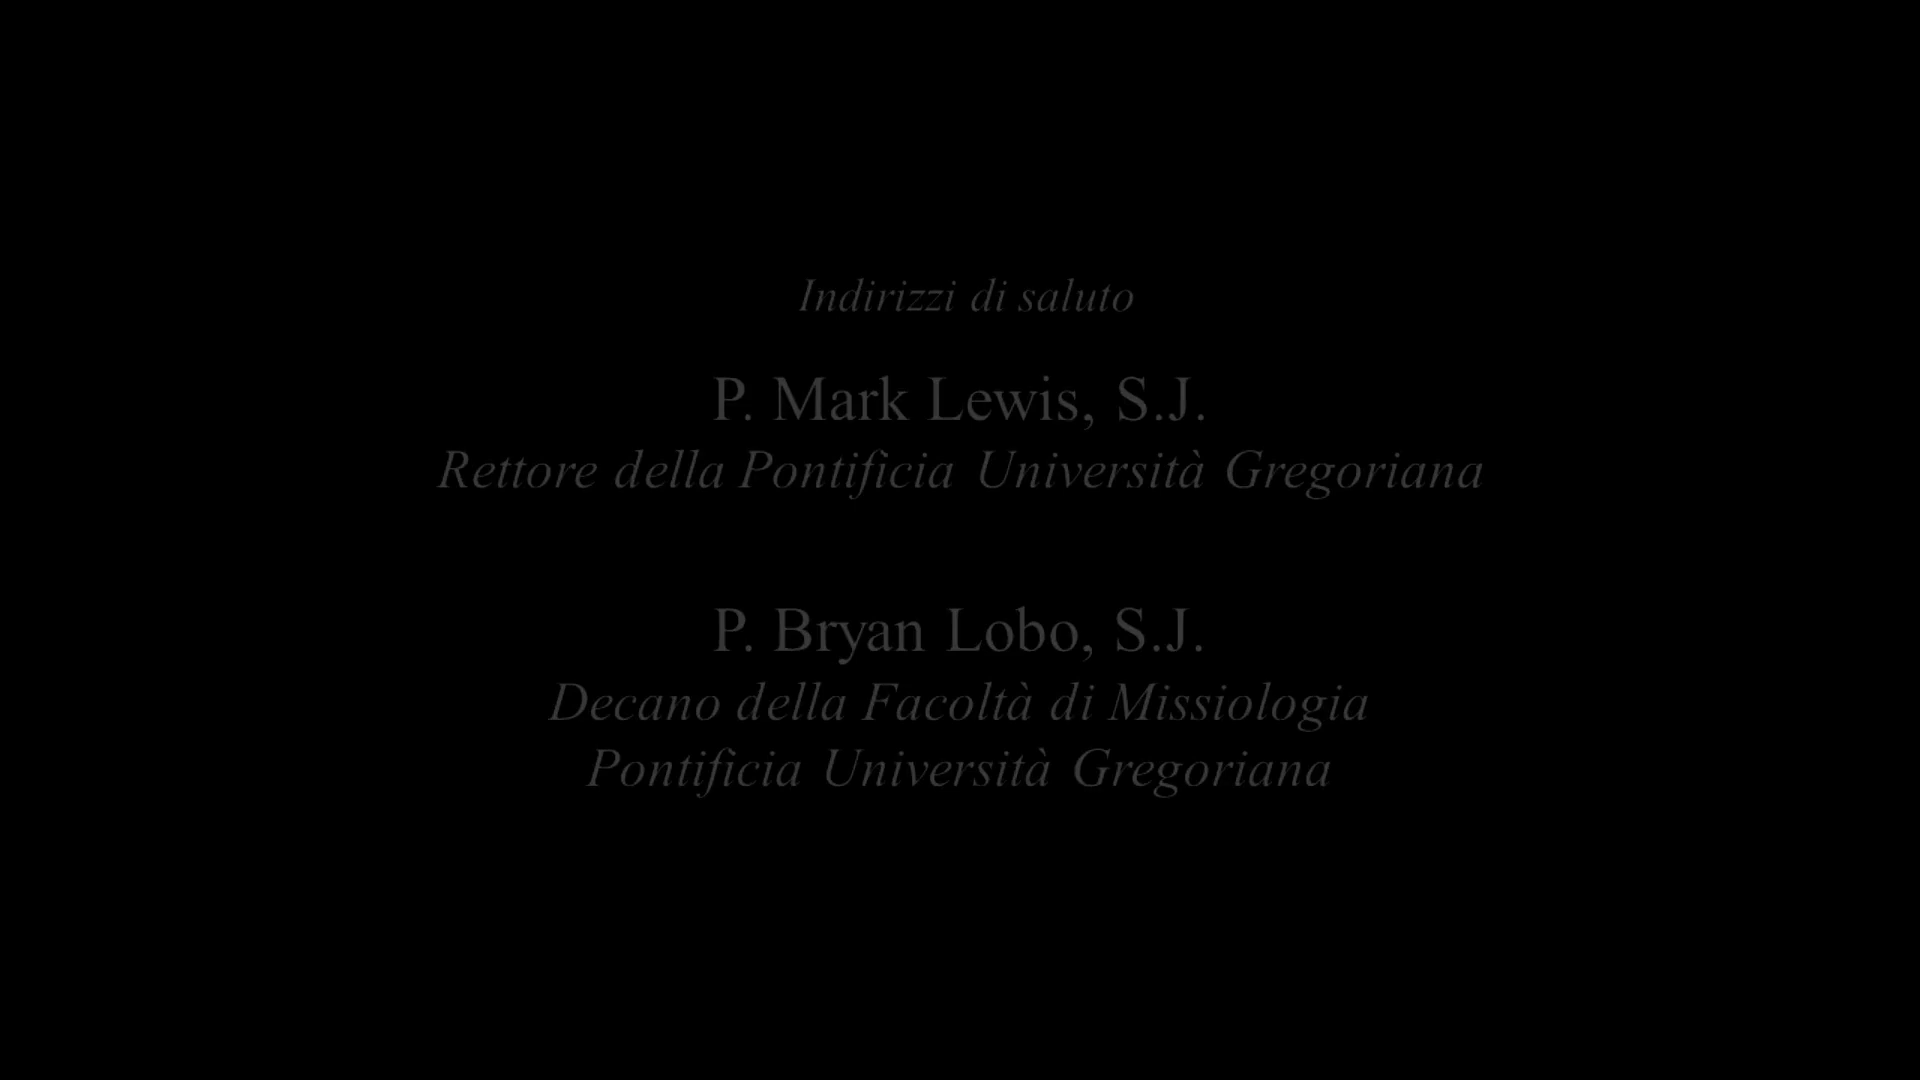 Indirizzi di saluto
P. Mark Lewis, S.J.
Rettore della Pontificia Università Gregoriana
P. Bryan Lobo, S.J.
Decano della Facoltà di Missiologia
Pontificia Università Gregoriana